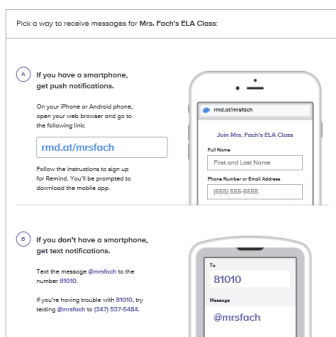 Pick a way to receive messages for Mrs. Fach's ELA Class:
A
If you have a smartphone,
get push notifications.
On your iPhone or Android phone,
open your web browser and go to
the following link:
rmd.at/mrsfach
Follow the instructions to sign up
for Remind. You'll be prompted to
download the mobile app.
rmd.at/mrsfach
Join Mrs. Fach's ELA Class
Full Name
First and Last Name
Phone Number or Email Address
(555) 555-5555
B
If you don't have a smartphone,
get text notifications.
Text the message @mrsfach to the
number 81010.
If you're having trouble with 81010, try
texting @mrsfach to (347) 537-5484.
To
81010
Message
@mrsfach